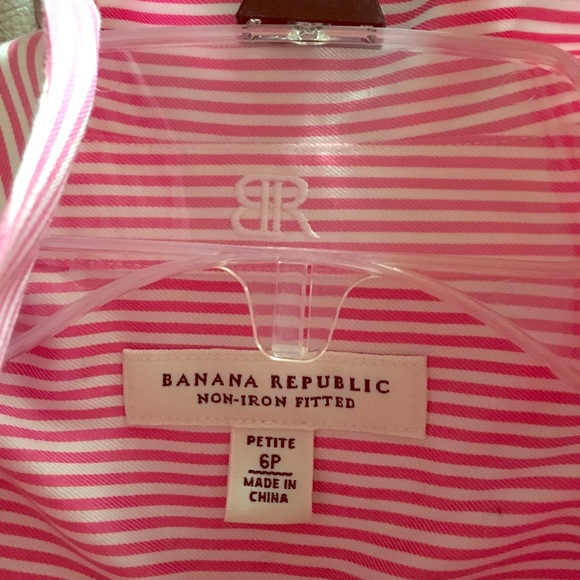 BR
BANANA REPUBLIC
NON-IRON FITTED
PETITE
6P
MADE IN
CHINA